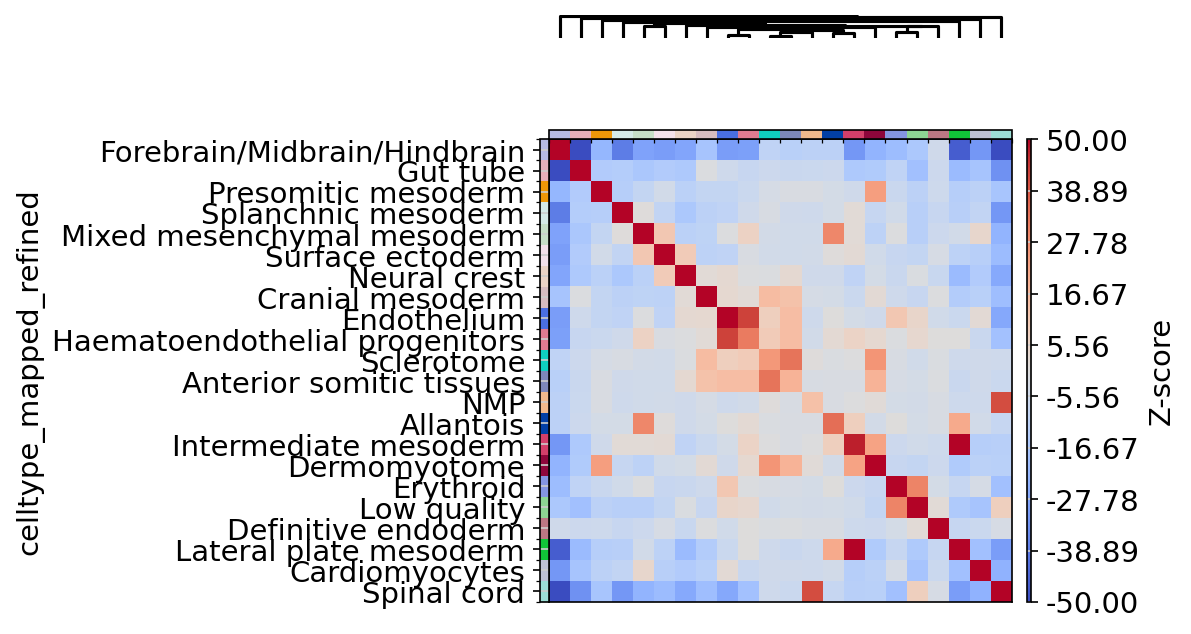 celltype_mapped_refined
Forebrain/Midbrain/Hindbrain
Gut tube
Presomitic mesoderm
Splanchnic mesoderm
Mixed mesenchymal mesoderm
Surface ectoderm
Neural crest
Cranial mesoderm
Endothelium
Haematoendothelial progenitors
Sclerotome
Anterior somitic tissues
NMP
Allantois
Intermediate mesoderm
Dermomyotome
Erythroid
Low quality
Definitive endoderm
Lateral plate mesoderm
Cardiomyocytes
Spinal cord
50.00
38.89
27.78
16.67
5.56
-5.56
-16.67
-27.78
-38.89
-50.00
Z-score